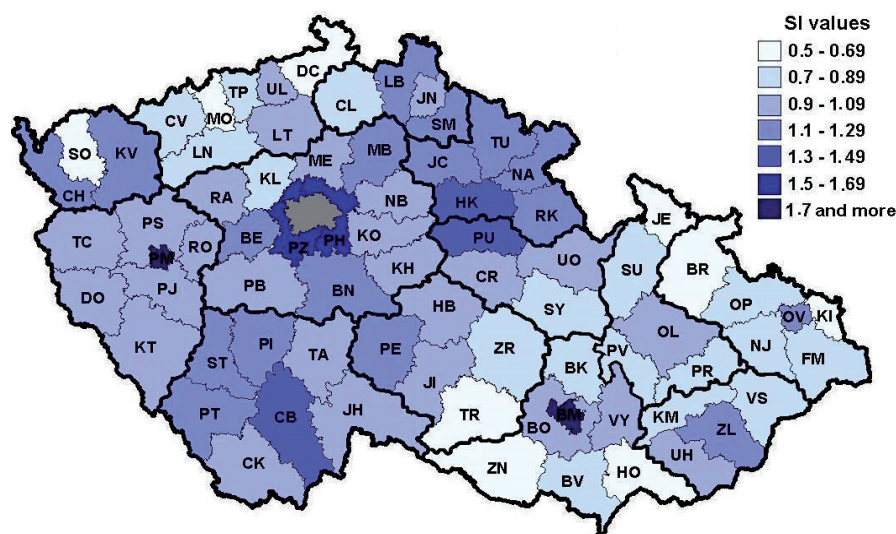 SI values
0.5 - 0.69
0.7 - 0.89
0.9 - 1.09
1.1 - 1.29
1.3 - 1.49
1.5 - 1.69
1.7 and more
DC
LB
TP
UL
JN
CL
CV
MO
SM
LT
TU
SO
KV
LN
ME
MB
JC
KL
NA
CH
RA
NB
HK
RK
JE
PS
TC
BE
KO
PU
RO
PM
PZ
PH
UO
SU
BR
KH
CR
PJ
PB
BN
DO
OP
HB
SY
OV
KI
OL
KT
PI
PE
ZR
PV
NJ
FM
ST
TA
BK
PR
JI
VS
CB
JH
TR
BM
VY
KM
PT
BO
ZL
UH
CK
ZN
HO
BV